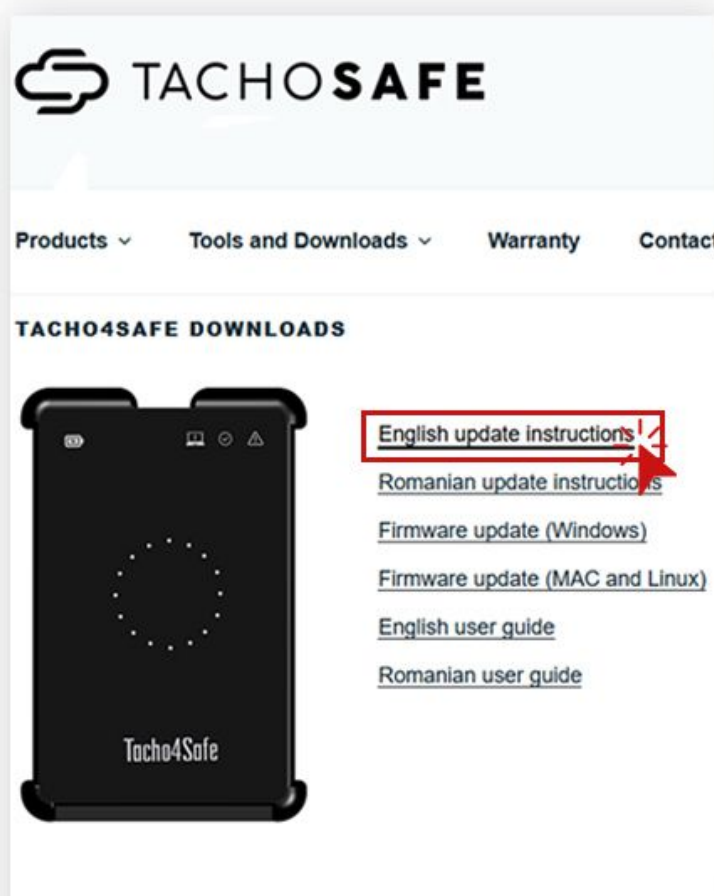 TACHOSAFE
Products Tools and Downloads Warranty Contact
TACHO4SAFE DOWNLOADS
English update instructions
Romanian update instructions
Firmware update (Windows)
Firmware update (MAC and Linux)
English user guide
Romanian user guide
Tacho4Safe